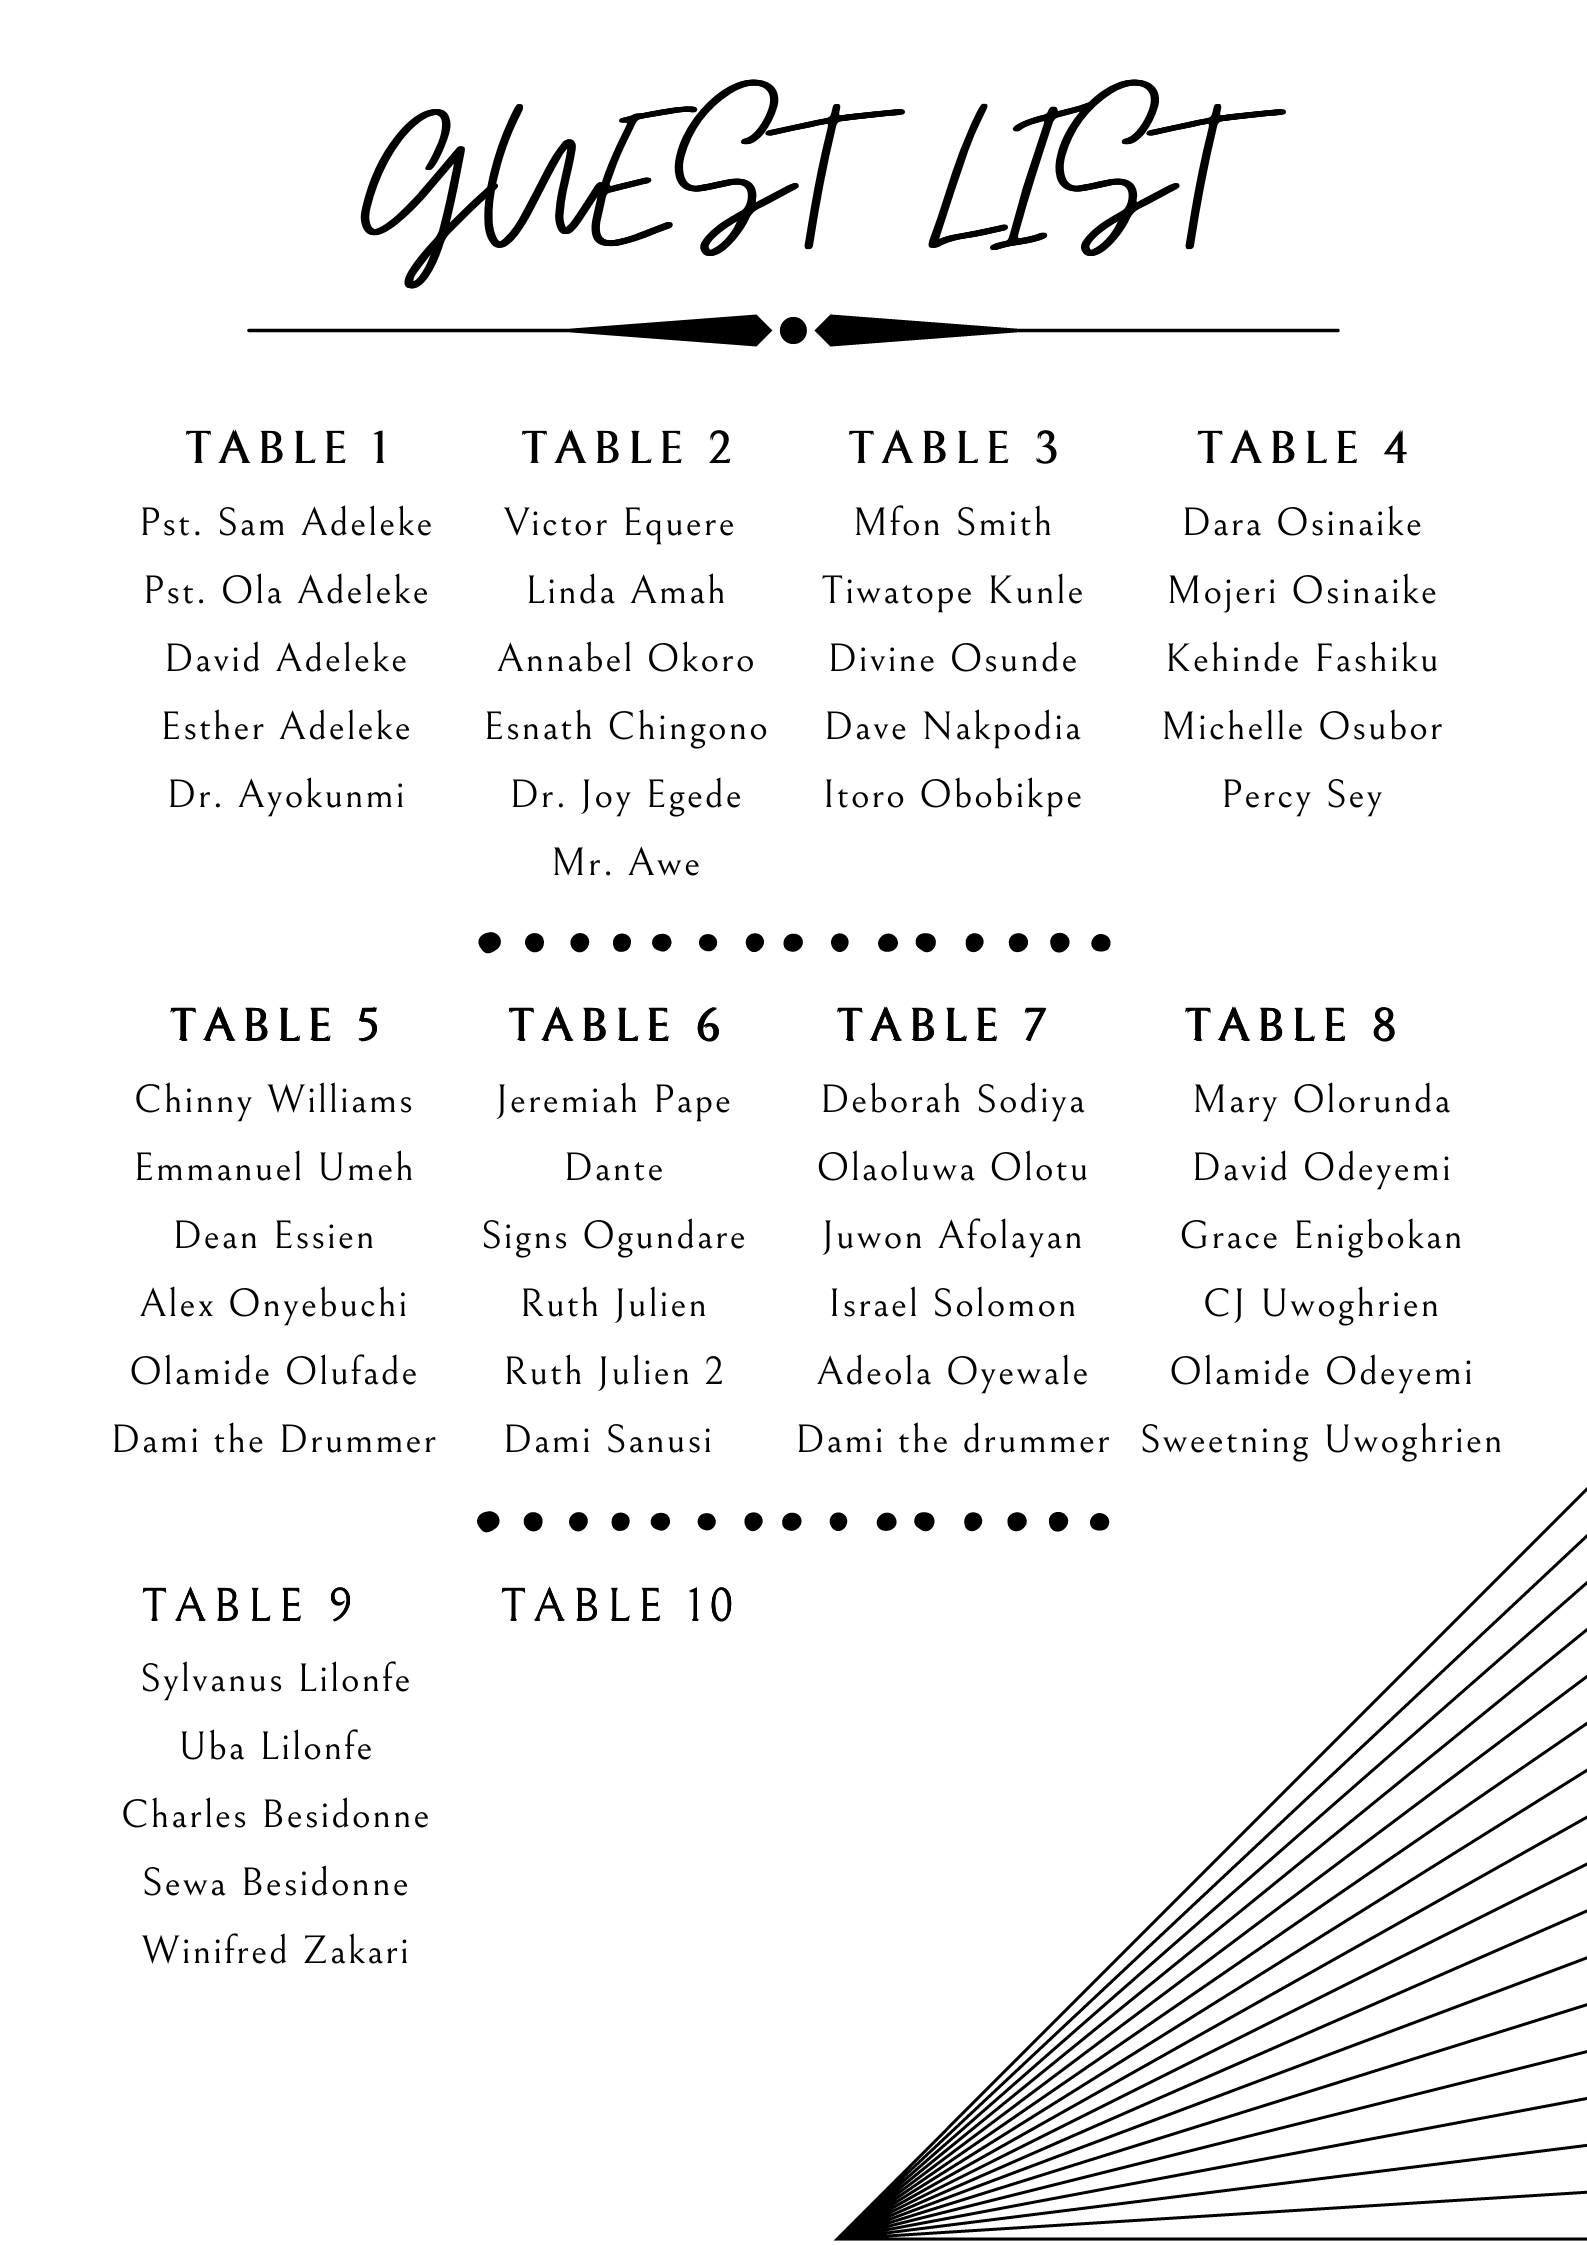 GUEST LIST
TABLE 1
Pst. Sam Adeleke
Pst. Ola Adeleke
David Adeleke
Esther Adeleke
Dr. Ayokunmi
TABLE 2
Victor Equere
Linda Amah
Annabel Okoro
Esnath Chingono
Dr. Joy Egede
Mr. Awe
TABLE 3
Mfon Smith
Tiwatope Kunle
Divine Osunde
Dave Nakpodia
Itoro Obobikpe
TABLE 4
Dara Osinaike
Mojeri Osinaike
Kehinde Fashiku
Michelle Osubor
Percy Sey
TABLE 5
Chinny Williams
Emmanuel Umeh
Dean Essien
Alex Onyebuchi
Olamide Olufade
Dami the Drummer
TABLE 6
Jeremiah Pape
Dante
Signs Ogundare
Ruth Julien
Ruth Julien 2
Dami Sanusi
TABLE 7
Deborah Sodiya
Olaoluwa Olotu
Juwon Afolayan
Israel Solomon
Adeola Oyewale
Dami the drummer
TABLE 8
Mary Olorunda
David Odeyemi
Grace Enigbokan
CJ Uwoghrien
Olamide Odeyemi
Sweetning Uwoghrien
TABLE 9
Sylvanus Lilonfe
Uba Lilonfe
Charles Besidonne
Sewa Besidonne
Winifred Zakari
TABLE 10